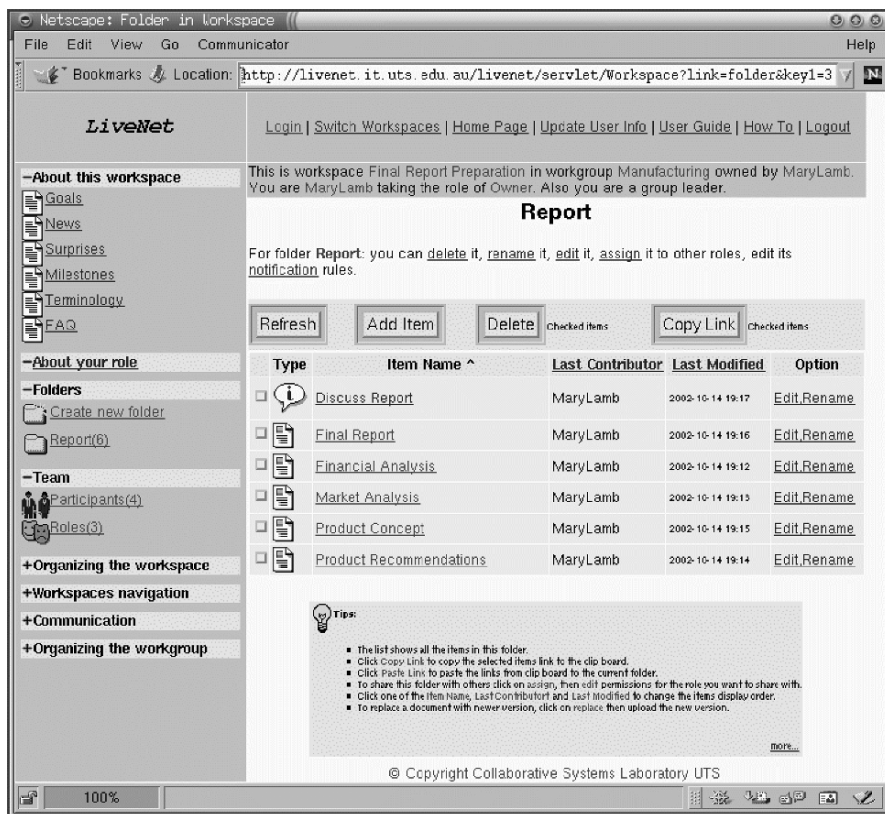 Netscape: Folder in Workspace
File Edit View Go Communicator Help
Bookmarks Location: http://livenet.it.uts.edu.au/livenet/servlet/Workspace?link=folder&key1=3 N
LiveNet
Login | Switch Workspaces | Home Page | Update User Info | User Guide | How To | Logout
This is workspace Final Report Preparation in workgroup Manufacturing owned by MaryLamb.
You are MaryLamb taking the role of Owner. Also you are a group leader.
−About this workspace
Goals
News
Surprises
Milestones
Terminology
FAQ
−About your role
−Folders
Create new folder
Report(6)
−Team
Participants(4)
Roles(3)
+Organizing the workspace
+Workspaces navigation
+Communication
+Organizing the workgroup
Report
For folder Report: you can delete it, rename it, edit it, assign it to other roles, edit its
notification rules.
Refresh Add Item Delete Checked items Copy Link Checked items
Type Item Name ^ Last Contributor Last Modified Option
Discuss Report MaryLamb 2002-10-14 19:17 Edit,Rename
Final Report MaryLamb 2002-10-14 19:16 Edit,Rename
Financial Analysis MaryLamb 2002-10-14 19:12 Edit,Rename
Market Analysis MaryLamb 2002-10-14 19:13 Edit,Rename
Product Concept MaryLamb 2002-10-14 19:15 Edit,Rename
Product Recommendations MaryLamb 2002-10-14 19:14 Edit,Rename
Tips:
The list shows all the items in this folder.
Click Copy Link to copy the selected items link to the clip board.
Click Paste Link to paste the links from clip board to the current folder.
To share this folder with others click on assign, then edit permissions for the role you want to share with.
Click one of the Item Name, Last Contributort and Last Modified to change the items display order.
To replace a document with newer version, click on replace then upload the new version.
more...
© Copyright Collaborative Systems Laboratory UTS
100%